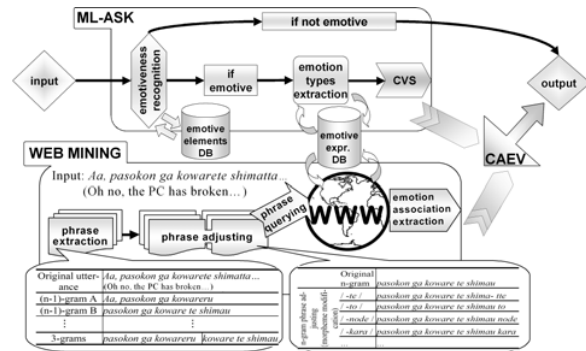 ML-ASK
if not emotive
input
emotiveness
recognition
if
emotive
emotion
types
extraction
CVS
output
emotive
elements
DB
emotive
expr.
DB
CAEV
WEB MINING
Input: Aa, pasokon ga kowarete shimatta…
(Oh no, the PC has broken…)
phrase
extraction
phrase adjusting
phrase querying
WWW
emotion
association
extraction
Original utter-
ance
Aa, pasokon ga kowarete shimatta…
(Oh no, the PC has broken…)
(n-1)-gram A pasokon ga kowareru
(n-1)-gram B pasokon ga kowarete shimau
⋮ ⋮
3-grams pasokon ga kowareru kowarete shimau
n-gram phrase ad-
justing
(morpheme modifi-
cation)
Original
n-gram
pasokon ga koware te shimau
/ -te / pasokon ga koware te shima- tte
/ -to / pasokon ga koware te shimau to
/ -node / pasokon ga koware te shimau node
/ -kara / pasokon ga koware te shimau kara
... ...